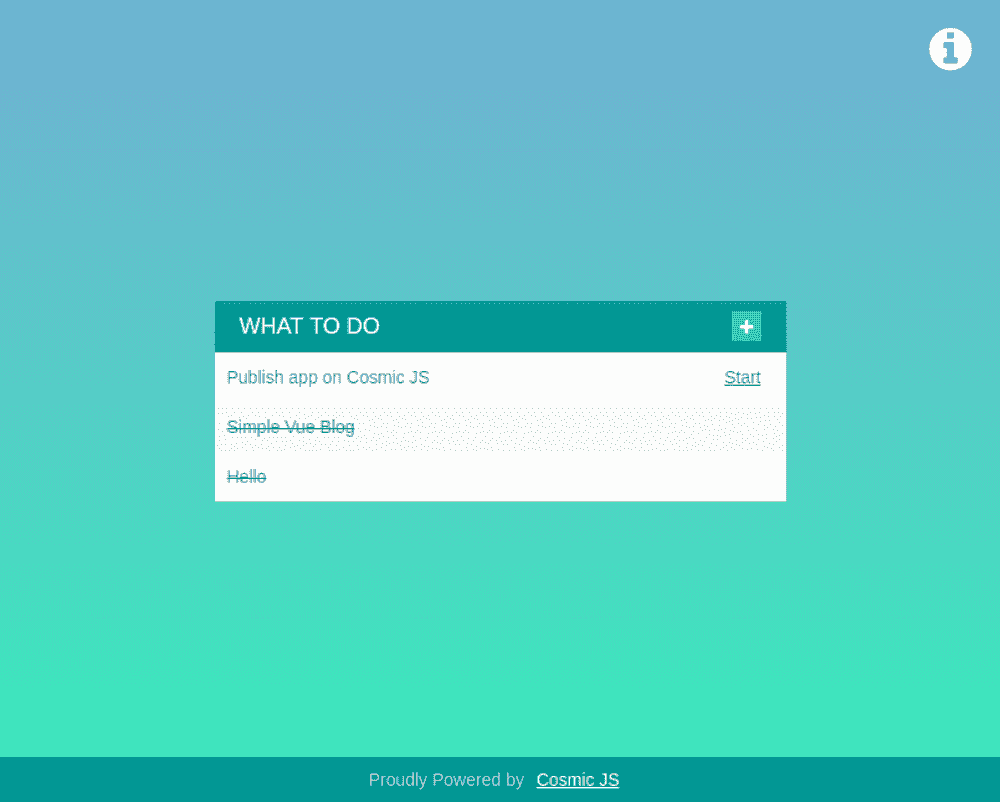 WHAT TO DO
Publish app on Cosmic JS Start
Simple Vue Blog
Hello
Proudly Powered by Cosmic JS